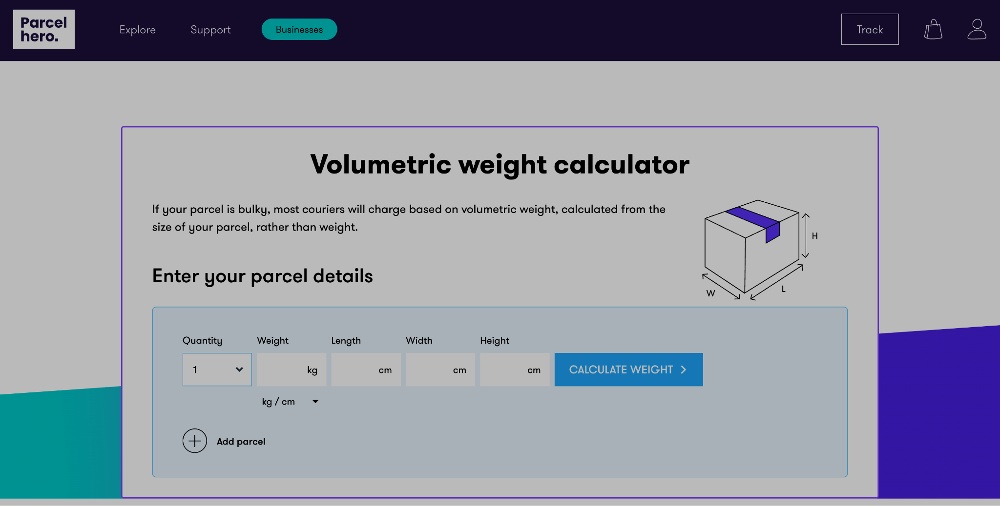 Parcel
hero.
Explore
Support
Businesses
Track
Volumetric weight calculator
If your parcel is bulky, most couriers will charge based on volumetric weight, calculated from the
size of your parcel, rather than weight.
H
W
L
Enter your parcel details
Quantity
Weight
Length
Width
Height
1
kg
cm
cm
cm
CALCULATE WEIGHT
kg / cm
Add parcel